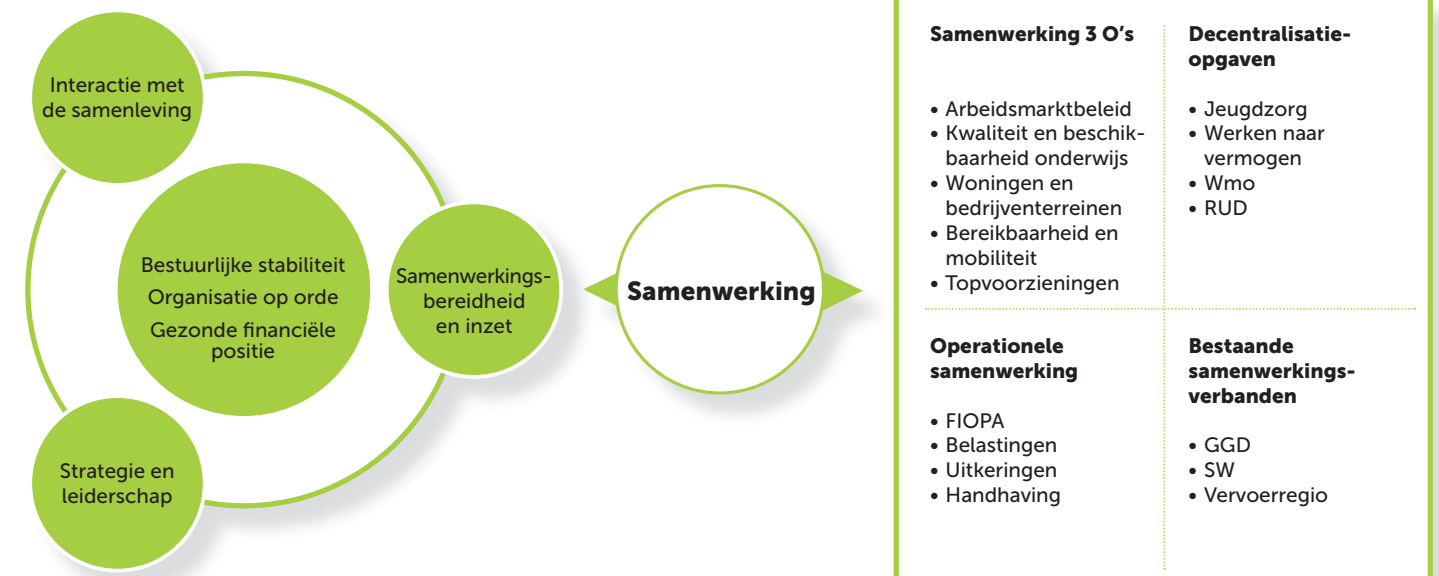 Interactie met
de samenleving
Bestuurlijke stabiliteit
Organisatie op orde
Gezonde financiële
positie
Samenwerkings-
bereidheid
en inzet
Strategie en
leiderschap
Samenwerking
Samenwerking 3 O's
• Arbeidsmarktbeleid
• Kwaliteit en beschik-
baarheid onderwijs
• Woningen en
bedrijventerreinen
• Bereikbaarheid en
mobiliteit
• Topvoorzieningen
Decentralisatie-
opgaven
• Jeugdzorg
• Werken naar
vermogen
• Wmo
• RUD
Operationele
samenwerking
• FIOPA
• Belastingen
• Uitkeringen
• Handhaving
Bestaande
samenwerkings-
verbanden
• GGD
• SW
• Vervoerregio